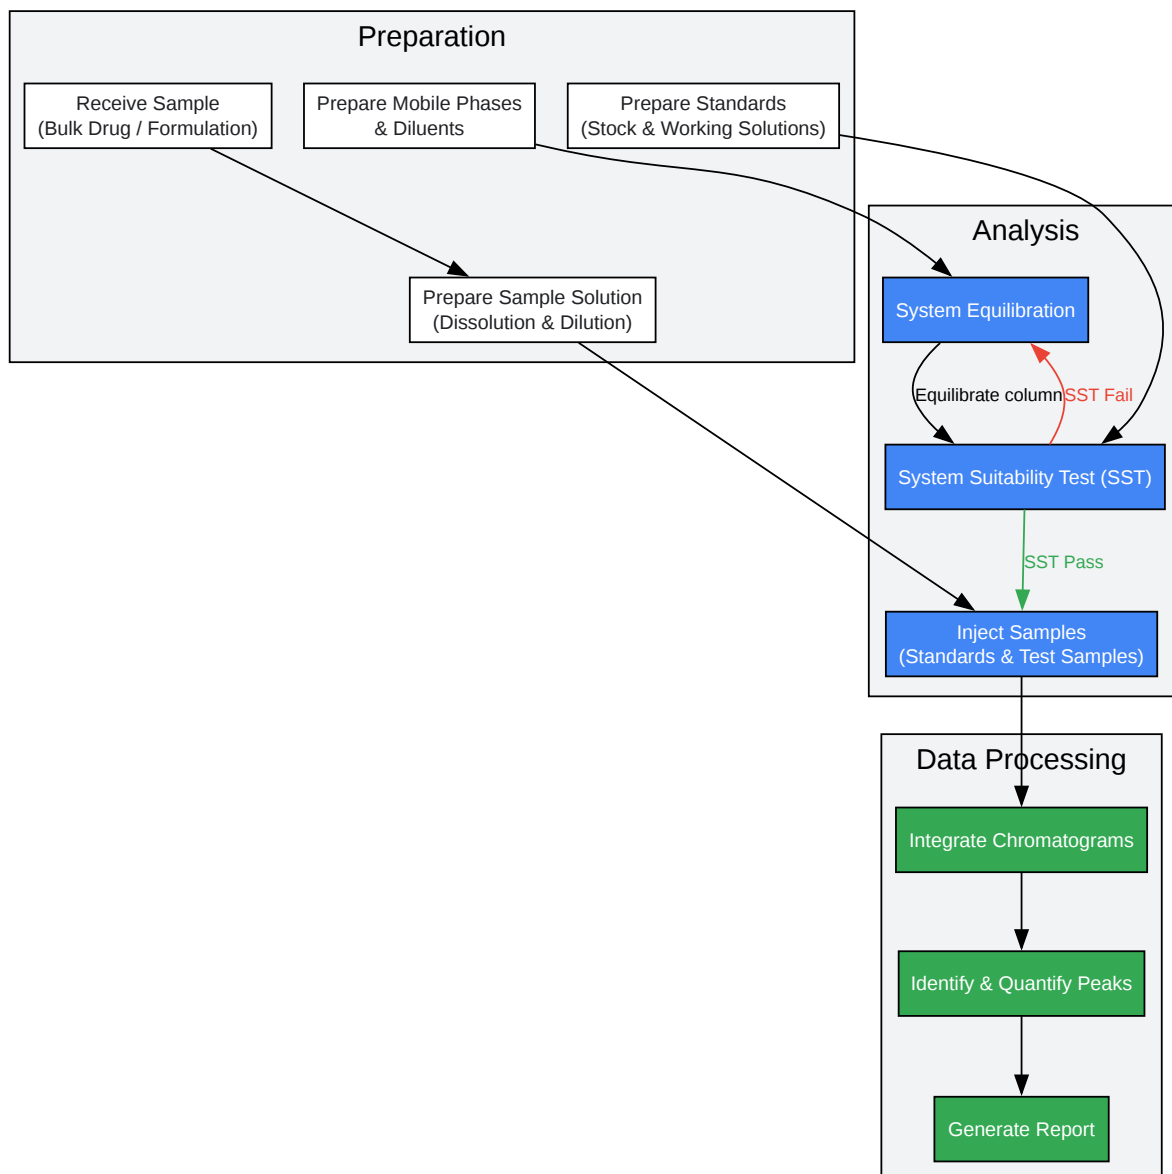 Preparation
Receive Sample
(Bulk Drug / Formulation)
Prepare Mobile Phases
& Diluents
Prepare Standards
(Stock & Working Solutions)
Prepare Sample Solution
(Dissolution & Dilution)
Analysis
System Equilibration
Equilibrate column
SST Fail
System Suitability Test (SST)
SST Pass
Inject Samples
(Standards & Test Samples)
Data Processing
Integrate Chromatograms
Identify & Quantify Peaks
Generate Report